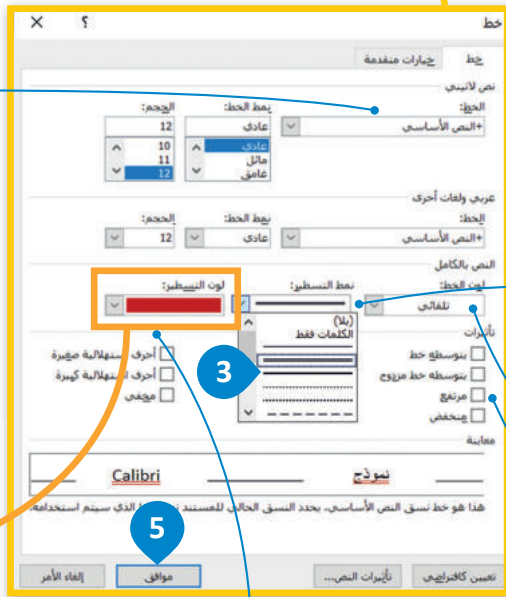 خط
؟
خط
خيارات متقدمة
نص لاتيني
الخط:
نمط الخط:
الحجم:
+النص الأساسي
عادي
12
عادي
مائل
غامق
10
11
12
عربي ولغات أخرى
الخط:
نمط الخط:
الحجم:
+النص الأساسي
عادي
12
النص بالكامل
لون الخط:
نمط التسطير:
لون التسطير:
تلقائي
(بلا)
الكلمات فقط
3
تأثيرات
يتوسطه خط
يتوسطه خط مزدوج
مرتفع
منخفض
أحرف استهلالية صغيرة
أحرف استهلالية كبيرة
مخفي
معاينة
نموذج
Calibri
هذا هو خط نسق النص الأساسي. يحدد النسق الحالي للمستند الذي سيتم استخدامه.
5
تعيين كافتراضي
تأثيرات النص...
موافق
إلغاء الأمر